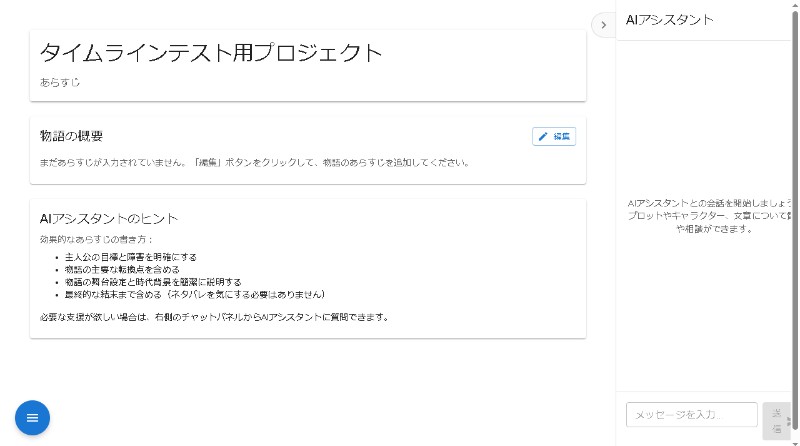 タイムラインテスト用プロジェクト
あらすじ
物語の概要
編集
まだあらすじが入力されていません。「編集」ボタンをクリックして、物語のあらすじを追加してください。
AIアシスタントのヒント
効果的なあらすじの書き方：
• 主人公の目標と障害を明確にする
• 物語の主要な転換点を含める
• 物語の舞台設定と時代背景を簡潔に説明する
• 最終的な結末まで含める（ネタバレを気にする必要はありません）
必要な支援が欲しい場合は、右側のチャットパネルからAIアシスタントに質問できます。
AIアシスタント
AIアシスタントとの会話を開始しましょう
プロットやキャラクター、文章について質
や相談ができます。
メッセージを入力...
送
信